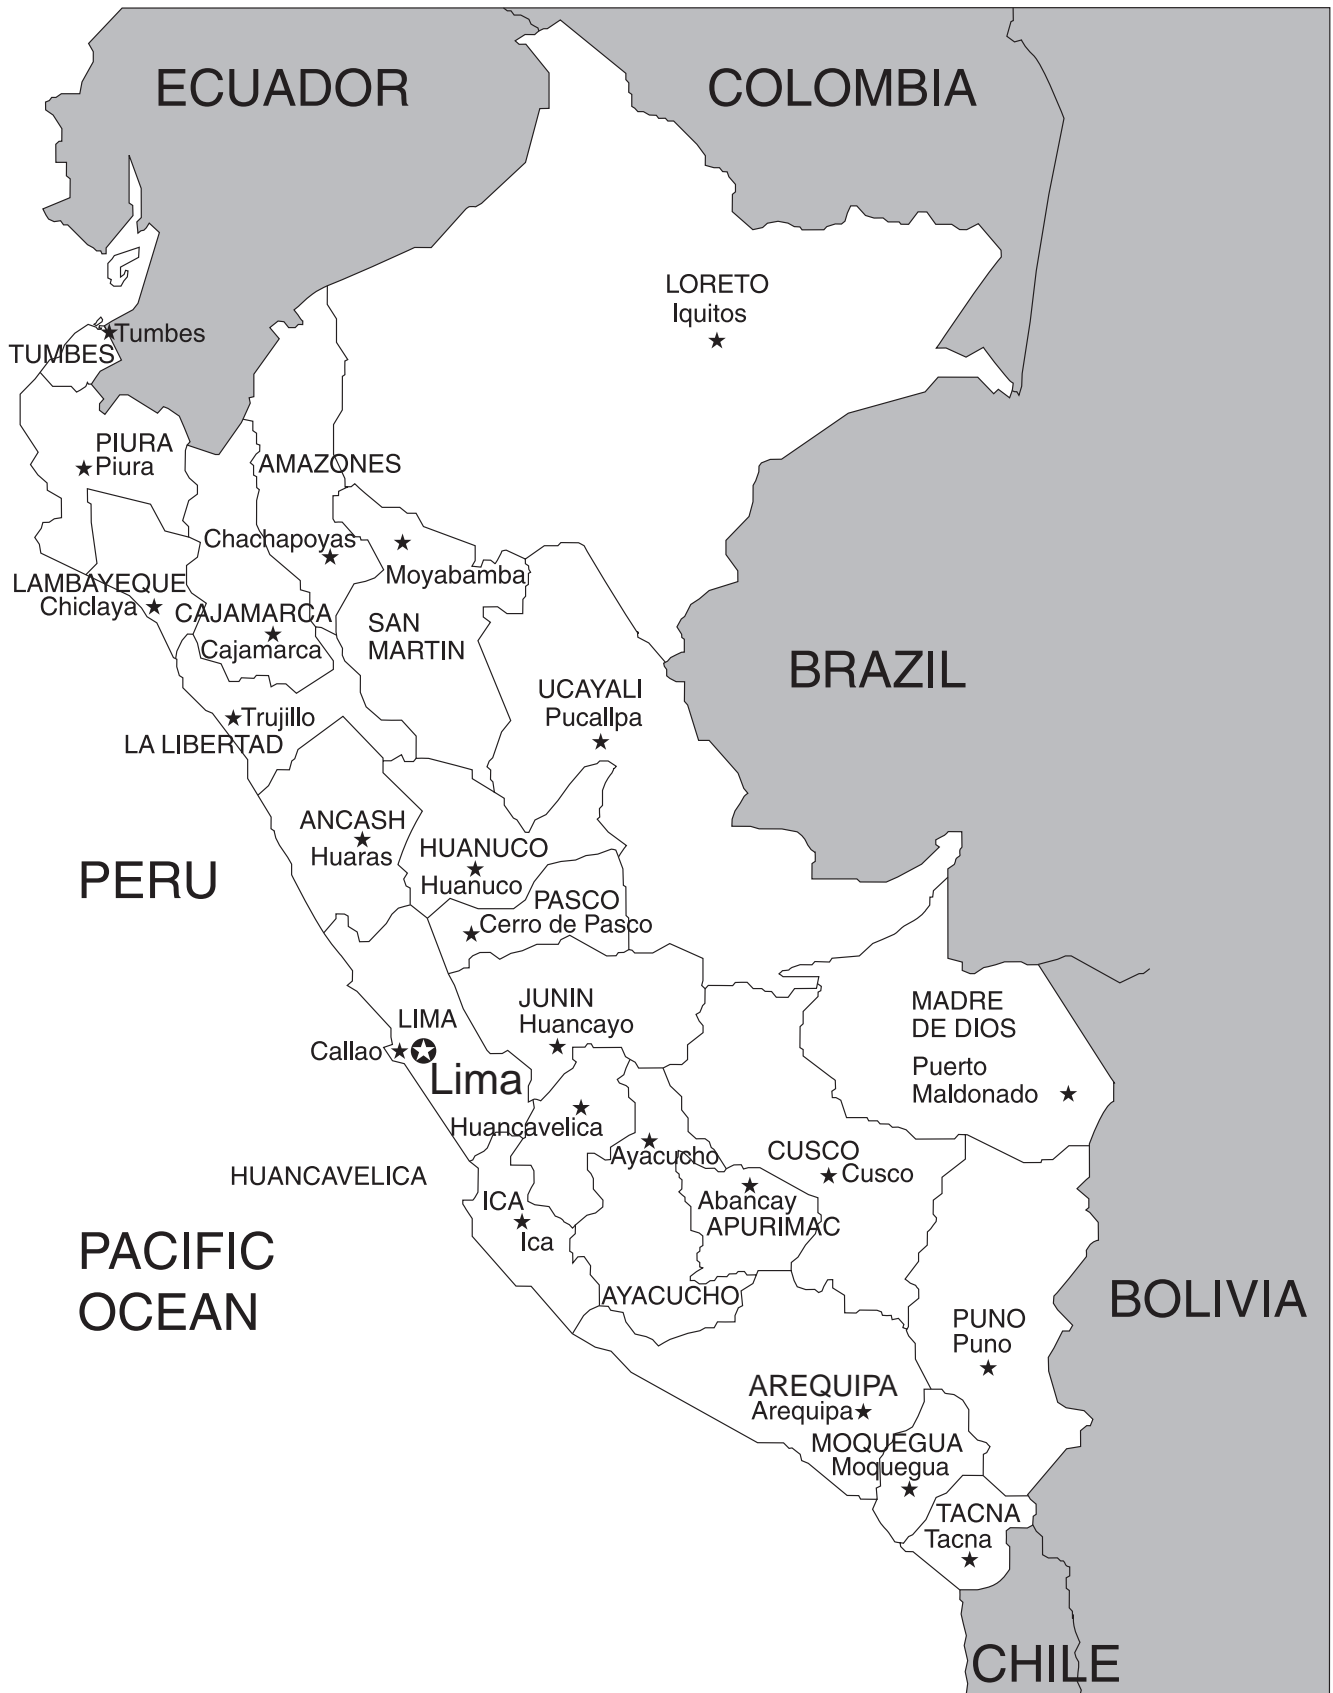 ECUADOR
COLOMBIA
LORETO
Iquitos
Tumbes
TUMBES
PIURA
Piura
AMAZONES
Chachapoyas
Moyabamba
LAMBAYEQUE
Chiclaya
CAJAMARCA
Cajamarca
SAN
MARTIN
BRAZIL
UCAYALI
Pucallpa
Trujillo
LA LIBERTAD
ANCASH
Huaras
HUANUCO
Huanuco
PERU
PASCO
Cerro de Pasco
JUNIN
Huancayo
MADRE
DE DIOS
LIMA
Callao
Lima
Puerto
Maldonado
Huancavelica
Ayacucho
CUSCO
Cusco
HUANCAVELICA
ICA
Ica
Abancay
APURIMAC
PACIFIC
OCEAN
AYACUCHO
BOLIVIA
PUNO
Puno
AREQUIPA
Arequipa
MOQUEGUA
Moquegua
TACNA
Tacna
CHILE